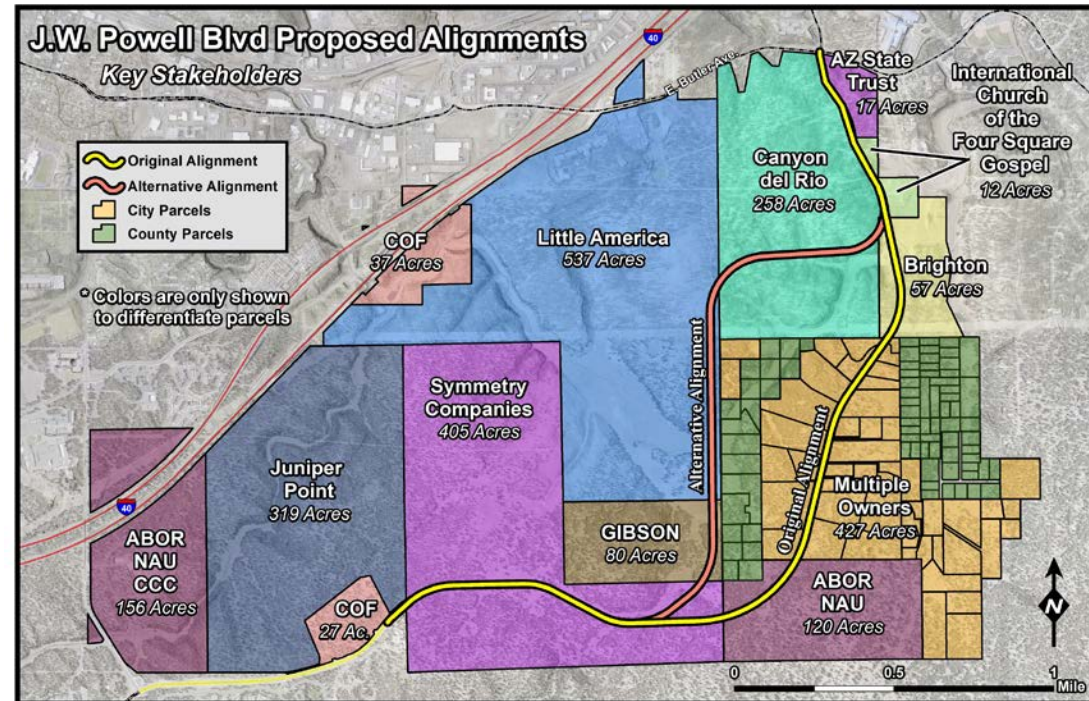 J.W. Powell Blvd Proposed Alignments
Key Stakeholders
40
E. Butler Ave.
AZ State
Trust
17 Acres
International
Church
of the
Four Square
Gospel
12 Acres
Original Alignment
Alternative Alignment
City Parcels
County Parcels
* Colors are only shown
to differentiate parcels
COF
37 Acres
Little America
537 Acres
Canyon
del Rio
258 Acres
Brighton
57 Acres
Symmetry
Companies
405 Acres
Juniper
Point
319 Acres
Alternative Alignment
Original Alignment
Multiple
Owners
427 Acres
GIBSON
80 Acres
40
ABOR
NAU
CCC
156 Acres
COF
27 Ac.
ABOR
NAU
120 Acres
N
0 0.5 1
Mile